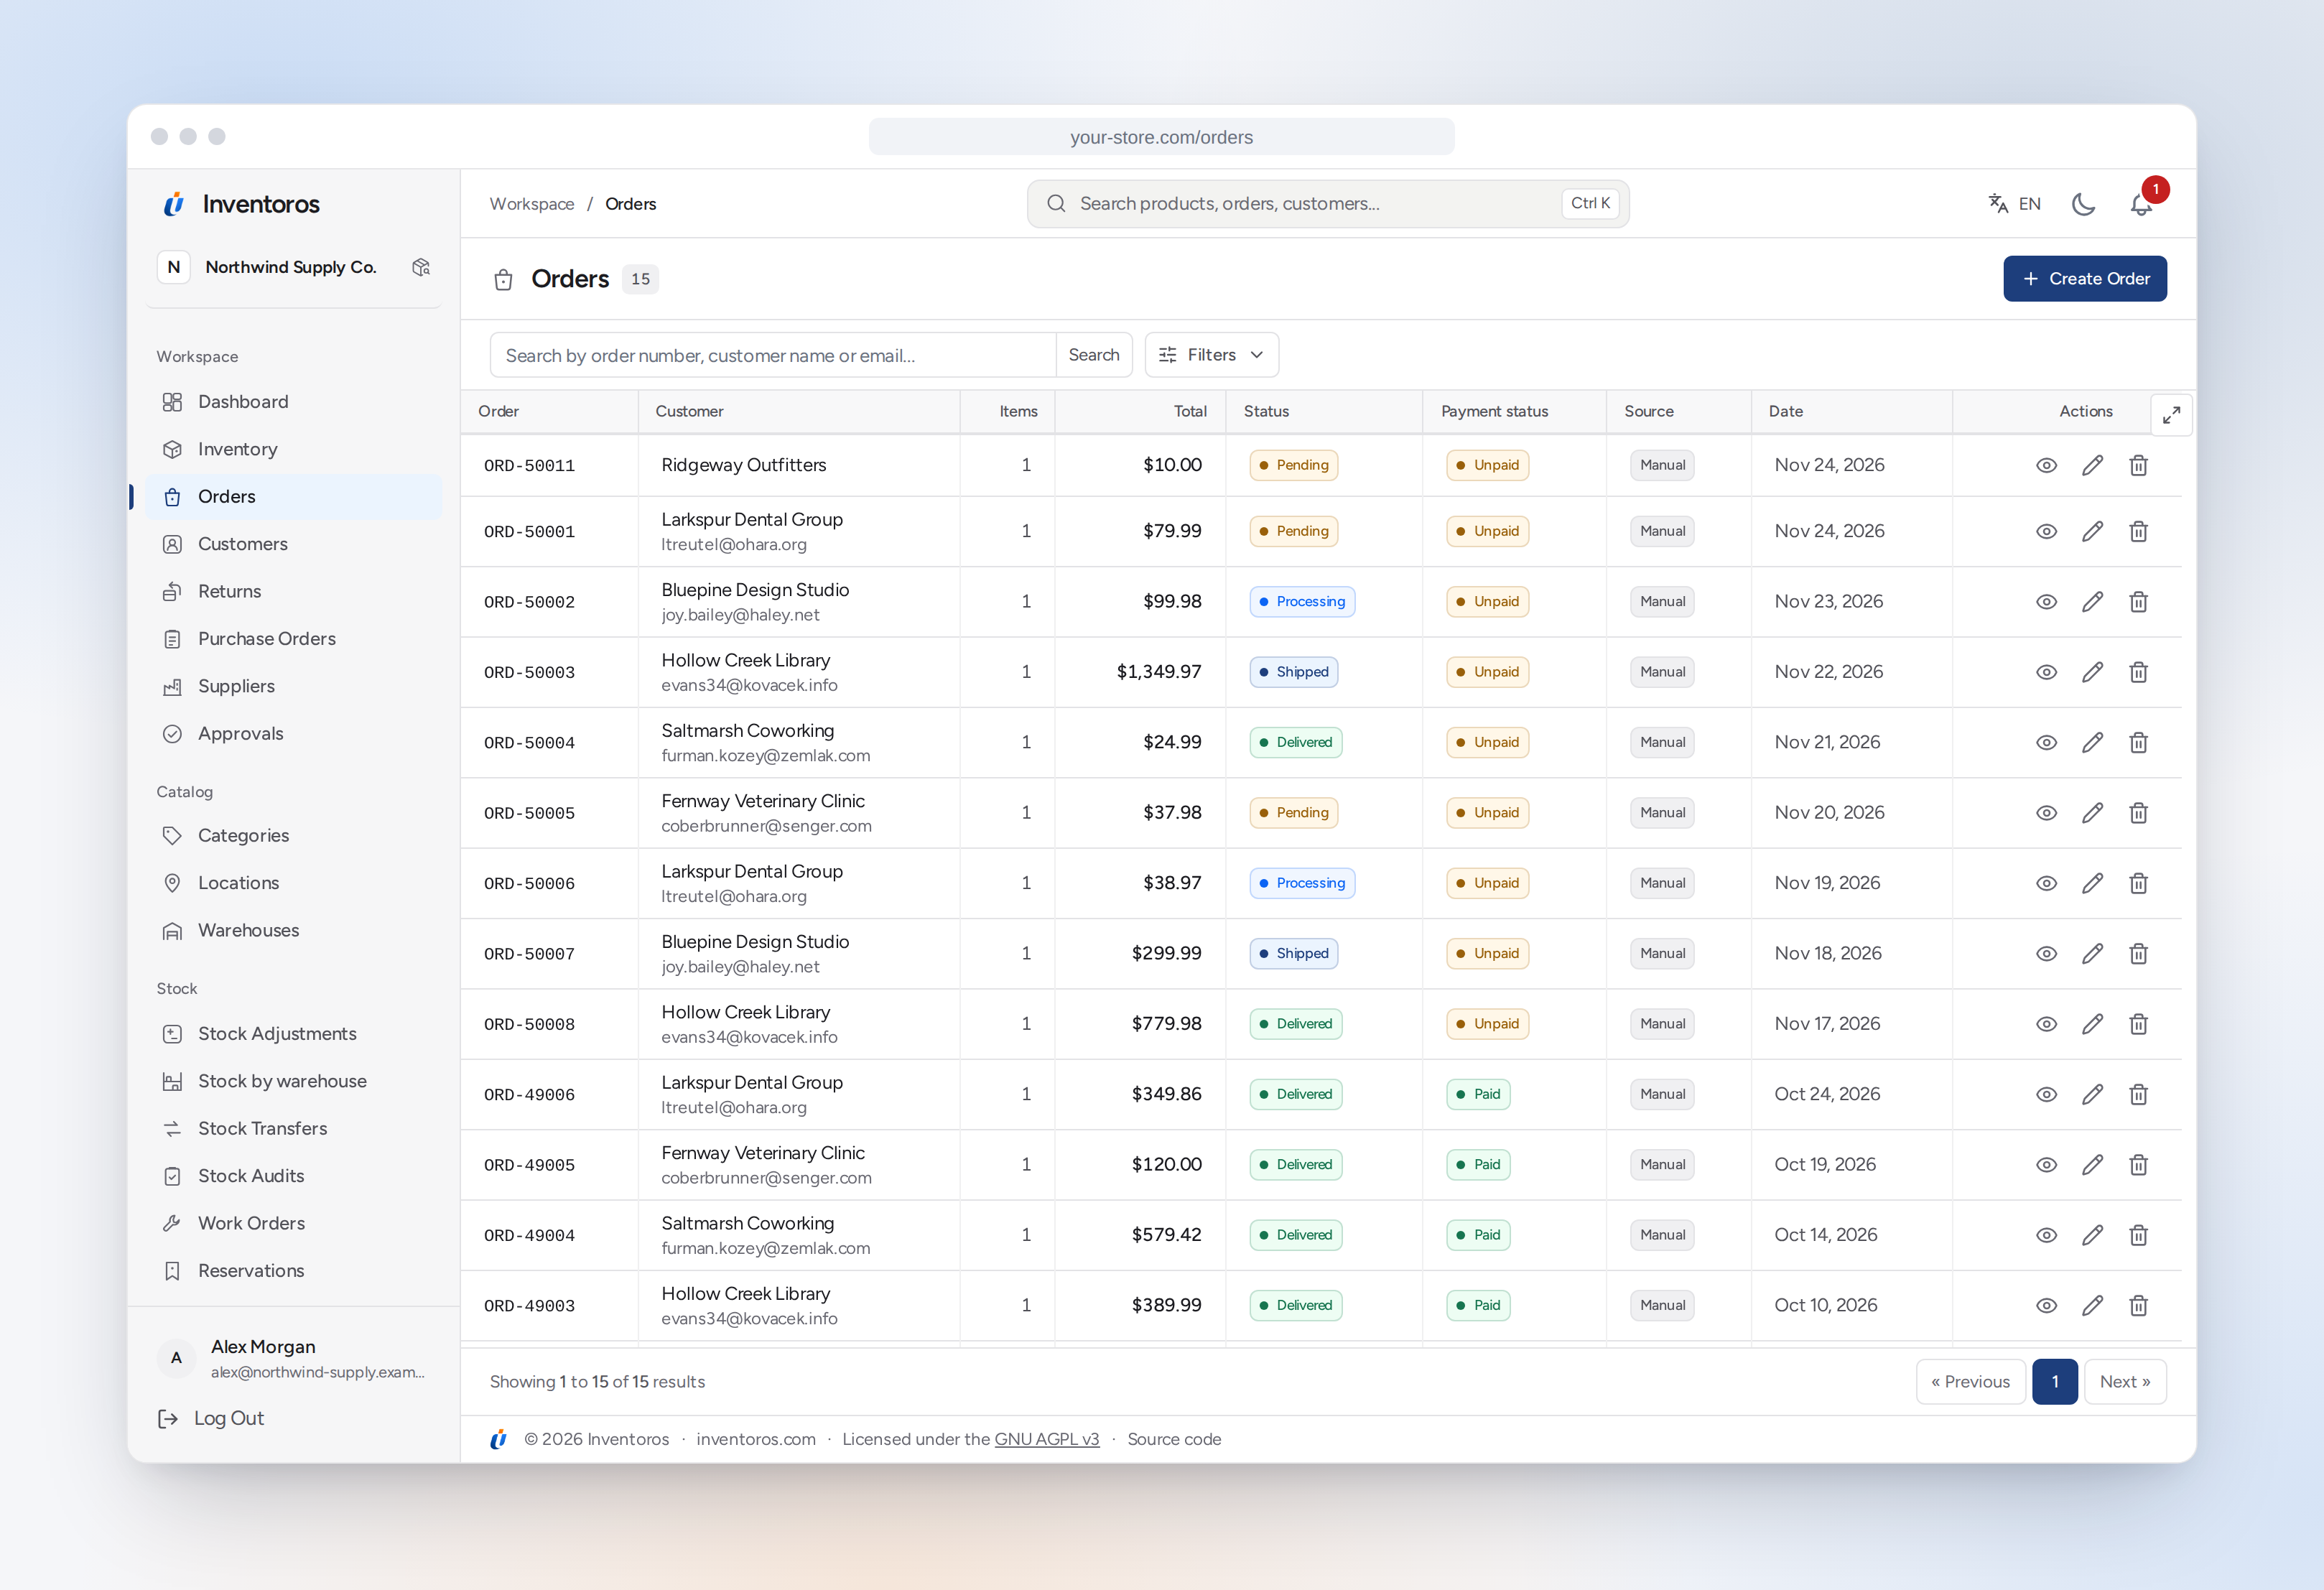 your-store.com/orders
Inventoros
Workspace / Orders
Search products, orders, customers...
Ctrl K
EN
1
N
Northwind Supply Co.
Orders 15
+ Create Order
Search by order number, customer name or email...
Search
Filters
Workspace
Dashboard
Inventory
Orders
Customers
Returns
Purchase Orders
Suppliers
Approvals
Catalog
Categories
Locations
Warehouses
Stock
Stock Adjustments
Stock by warehouse
Stock Transfers
Stock Audits
Work Orders
Reservations
A
Alex Morgan
alex@northwind-supply.exam...
Log Out
Order Customer Items Total Status Payment status Source Date Actions
ORD-50011 Ridgeway Outfitters 1 $10.00 Pending Unpaid Manual Nov 24, 2026
ORD-50001 Larkspur Dental Group 1 $79.99 Pending Unpaid Manual Nov 24, 2026
ltreutel@ohara.org
ORD-50002 Bluepine Design Studio 1 $99.98 Processing Unpaid Manual Nov 23, 2026
joy.bailey@haley.net
ORD-50003 Hollow Creek Library 1 $1,349.97 Shipped Unpaid Manual Nov 22, 2026
evans34@kovacek.info
ORD-50004 Saltmarsh Coworking 1 $24.99 Delivered Unpaid Manual Nov 21, 2026
furman.kozey@zemlak.com
ORD-50005 Fernway Veterinary Clinic 1 $37.98 Pending Unpaid Manual Nov 20, 2026
coberbrunner@senger.com
ORD-50006 Larkspur Dental Group 1 $38.97 Processing Unpaid Manual Nov 19, 2026
ltreutel@ohara.org
ORD-50007 Bluepine Design Studio 1 $299.99 Shipped Unpaid Manual Nov 18, 2026
joy.bailey@haley.net
ORD-50008 Hollow Creek Library 1 $779.98 Delivered Unpaid Manual Nov 17, 2026
evans34@kovacek.info
ORD-49006 Larkspur Dental Group 1 $349.86 Delivered Paid Manual Oct 24, 2026
ltreutel@ohara.org
ORD-49005 Fernway Veterinary Clinic 1 $120.00 Delivered Paid Manual Oct 19, 2026
coberbrunner@senger.com
ORD-49004 Saltmarsh Coworking 1 $579.42 Delivered Paid Manual Oct 14, 2026
furman.kozey@zemlak.com
ORD-49003 Hollow Creek Library 1 $389.99 Delivered Paid Manual Oct 10, 2026
evans34@kovacek.info
Showing 1 to 15 of 15 results
« Previous 1 Next »
© 2026 Inventoros · inventoros.com · Licensed under the GNU AGPL v3 · Source code